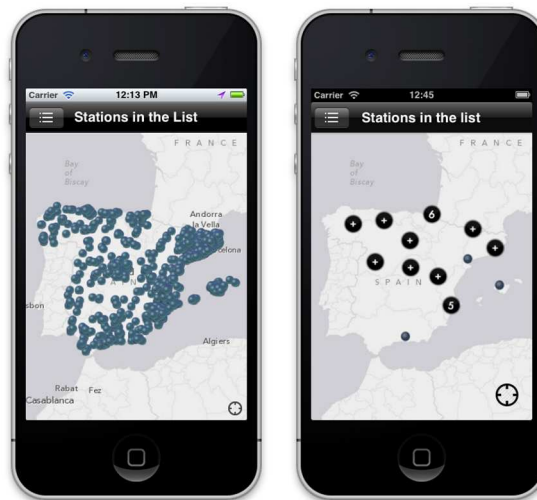 Carrier 12:13 PM
Stations in the List
FRANCE
Bay
of
Biscay
Andorra
la Vella
celona
sbon
Algiers
Rabat Fez
Casablanca
Carrier 12:45
Stations in the list
FRANCE
Bay
of
Biscay
6
+ + +
+ +
+ + +
SPAIN
5